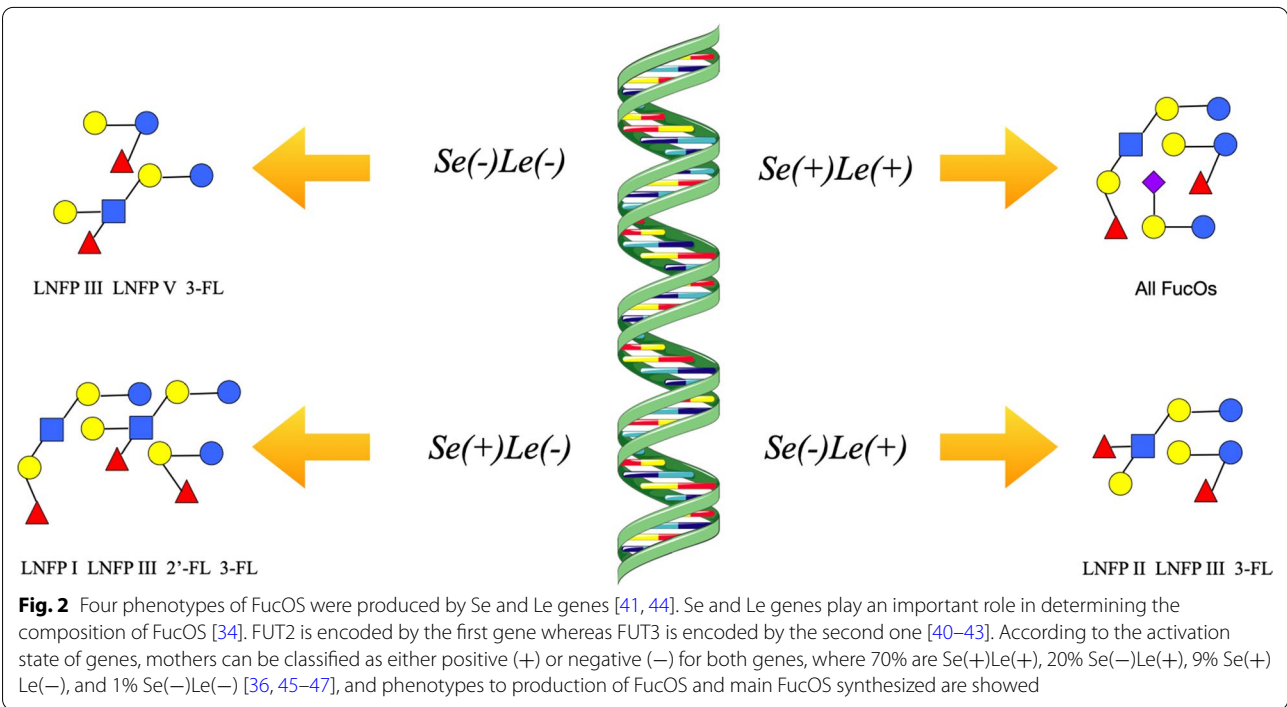 Se(-)Le(-)
Se(+)Le(+)
LNFP III LNFP V 3-FL
All FucOs
Se(+)Le(-)
Se(-)Le(+)
LNFP I LNFP III 2’-FL 3-FL
LNFP II LNFP III 3-FL
Fig. 2 Four phenotypes of FucOS were produced by Se and Le genes [41, 44]. Se and Le genes play an important role in determining the
composition of FucOS [34]. FUT2 is encoded by the first gene whereas FUT3 is encoded by the second one [40–43]. According to the activation
state of genes, mothers can be classified as either positive (+) or negative (−) for both genes, where 70% are Se(+)Le(+), 20% Se(−)Le(+), 9% Se(+)
Le(−), and 1% Se(−)Le(−) [36, 45–47], and phenotypes to production of FucOS and main FucOS synthesized are showed